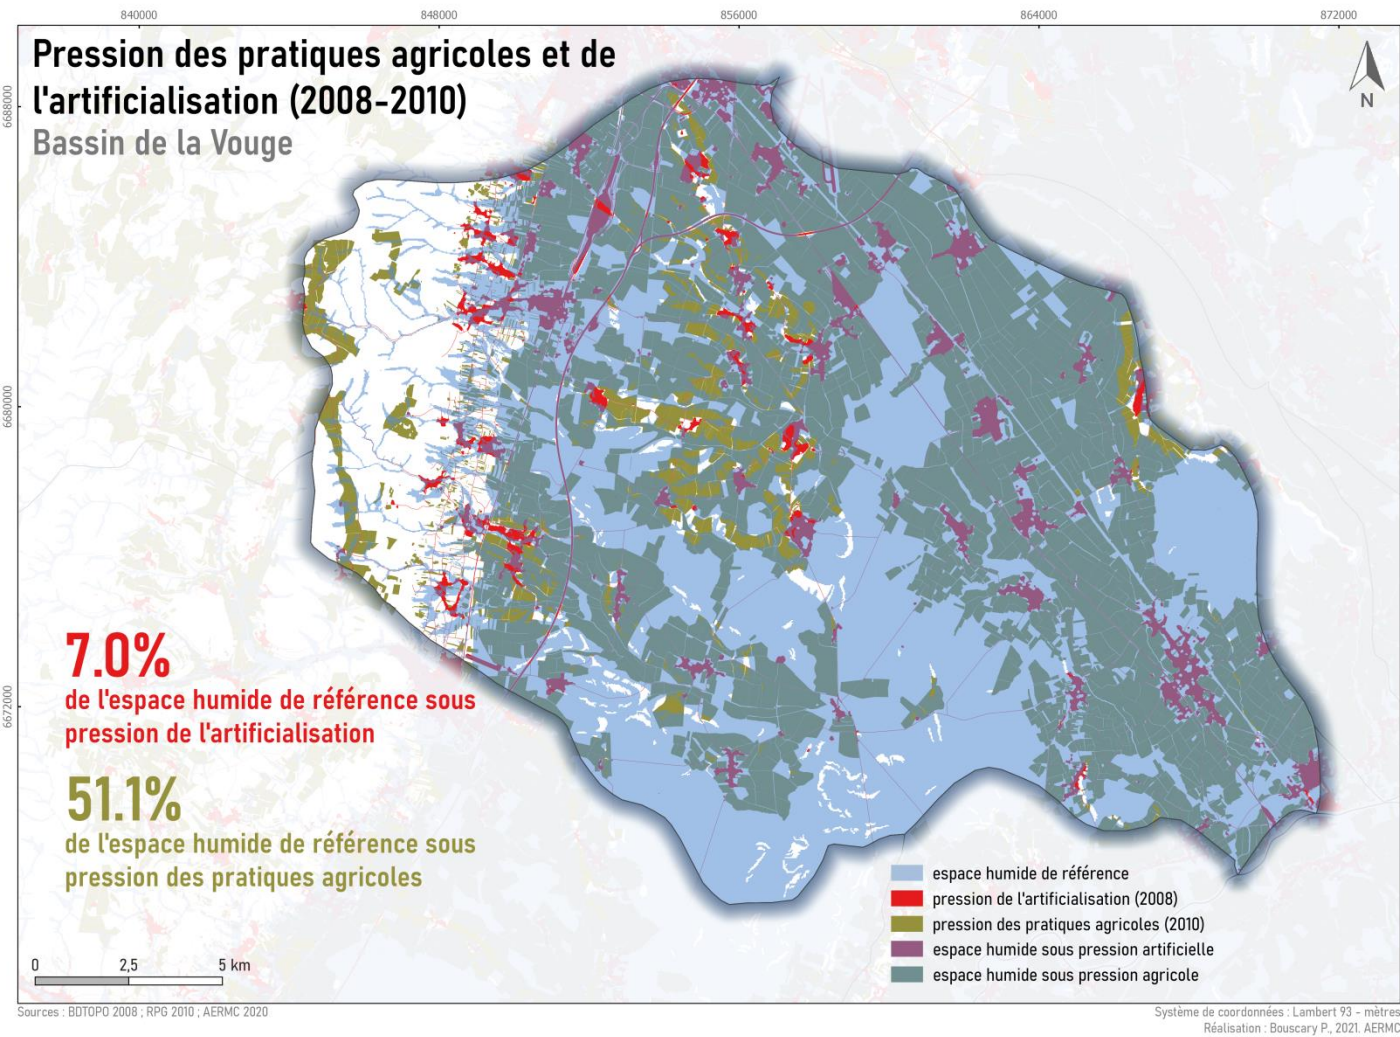 840000
848000
856000
864000
872000
Pression des pratiques agricoles et de
l'artificialisation (2008-2010)
Bassin de la Vouge
N
6688000
6680000
6672000
7.0%
de l'espace humide de référence sous
pression de l'artificialisation
51.1%
de l'espace humide de référence sous
pression des pratiques agricoles
espace humide de référence
pression de l'artificialisation (2008)
pression des pratiques agricoles (2010)
espace humide sous pression artificielle
espace humide sous pression agricole
0 2,5 5 km
Sources : BDTOPO 2008 ; RPG 2010 ; AERMC 2020
Système de coordonnées : Lambert 93 - mètres
Réalisation : Bouscary P., 2021. AERMC